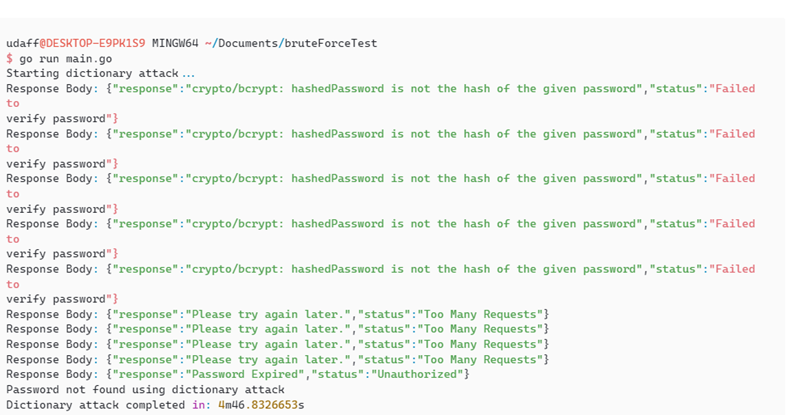 udaff@DESKTOP-E9PK1S9 MINGW64 ~/Documents/bruteForceTest
$ go run main.go
Starting dictionary attack...
Response Body: {"response":"crypto/bcrypt: hashedPassword is not the hash of the given password","status":"Failed
to
verify password"}
Response Body: {"response":"crypto/bcrypt: hashedPassword is not the hash of the given password","status":"Failed
to
verify password"}
Response Body: {"response":"crypto/bcrypt: hashedPassword is not the hash of the given password","status":"Failed
to
verify password"}
Response Body: {"response":"crypto/bcrypt: hashedPassword is not the hash of the given password","status":"Failed
to
verify password"}
Response Body: {"response":"crypto/bcrypt: hashedPassword is not the hash of the given password","status":"Failed
to
verify password"}
Response Body: {"response":"Please try again later.","status":"Too Many Requests"}
Response Body: {"response":"Please try again later.","status":"Too Many Requests"}
Response Body: {"response":"Please try again later.","status":"Too Many Requests"}
Response Body: {"response":"Please try again later.","status":"Too Many Requests"}
Response Body: {"response":"Password Expired","status":"Unauthorized"}
Password not found using dictionary attack
Dictionary attack completed in: 4m46.8326653s